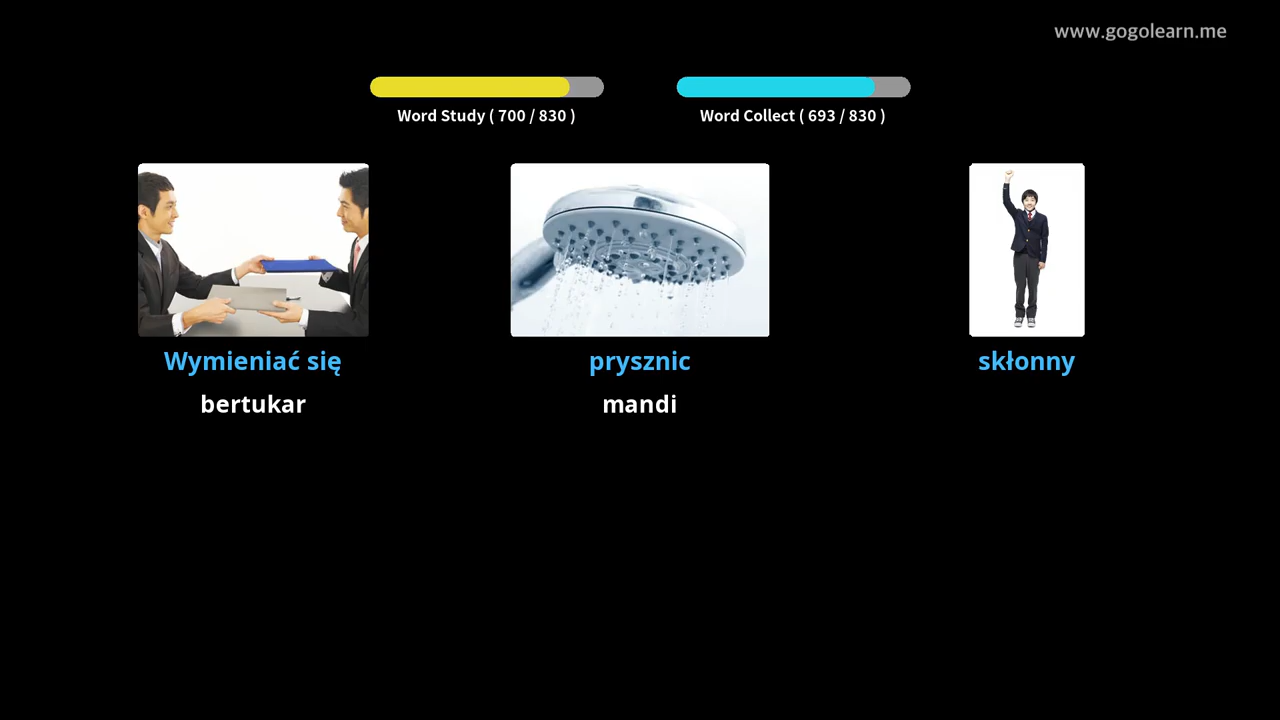 www.gogolearn.me
Word Study ( 700 / 830 )
Word Collect ( 693 / 830 )
Wymieniać się
bertukar
prysznic
mandi
skłonny